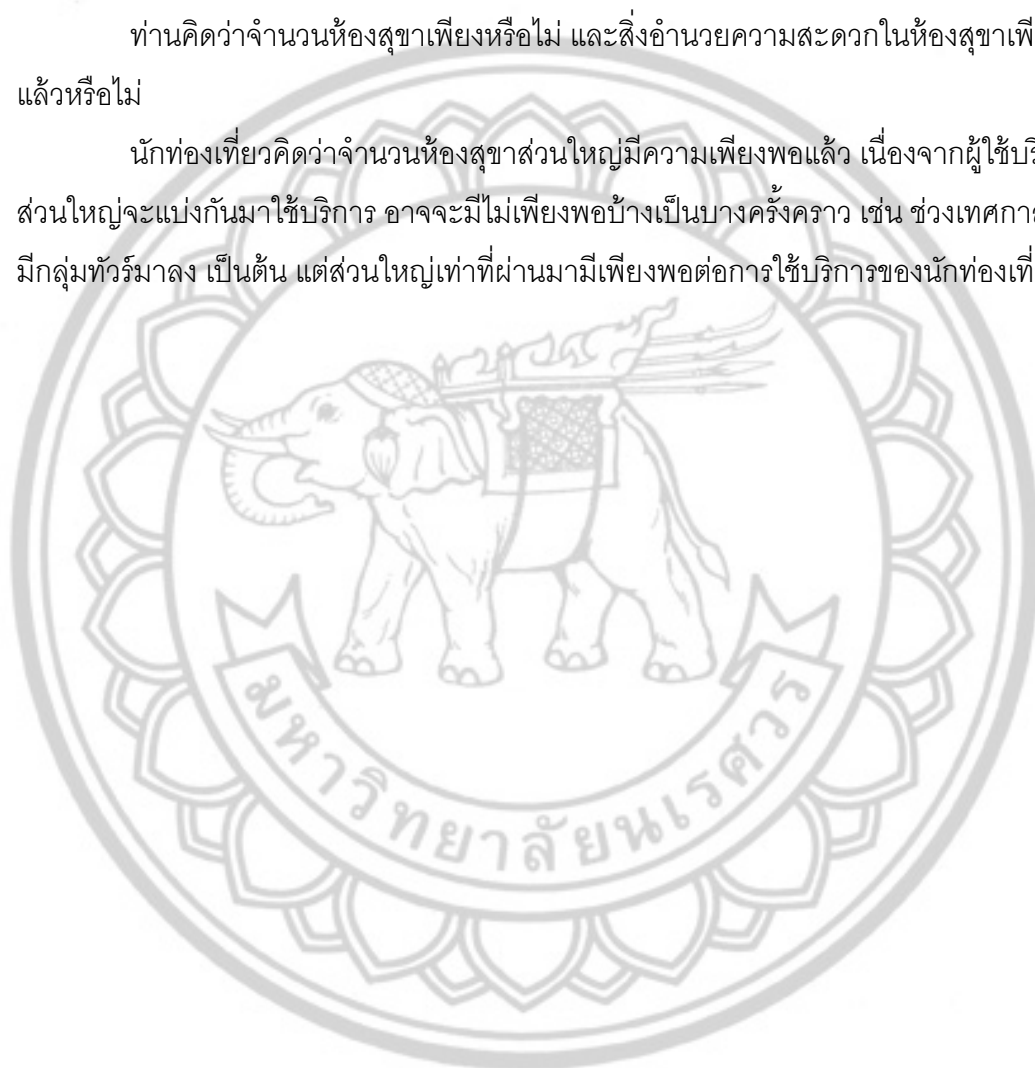 ท่านคิดว่าจำนวนห้องสุขาเพียงหรือไม่ และสิ่งอำนวยความสะดวกในห้องสุขาเพี
แล้วหรือไม่
นักท่องเที่ยวคิดว่าจำนวนห้องสุขาส่วนใหญ่มีความเพียงพอแล้ว เนื่องจากผู้ใช้บริ
ส่วนใหญ่จะแบ่งกันมาใช้บริการ อาจจะมีไม่เพียงพอบ้างเป็นบางครั้งคราว เช่น ช่วงเทศกา
มีกลุ่มทัวร์มาลง เป็นต้น แต่ส่วนใหญ่เท่าที่ผ่านมามีเพียงพอต่อการใช้บริการของนักท่องเที่
มหาวิทยาลัยนเรศวร